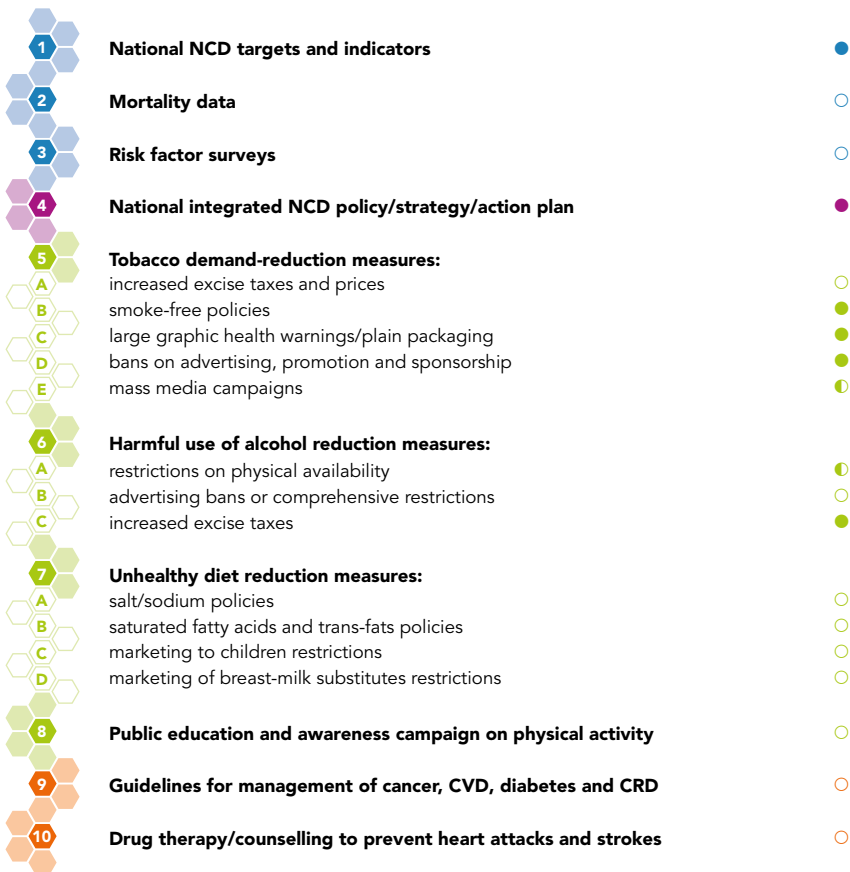 1 National NCD targets and indicators
2 Mortality data
3 Risk factor surveys
4 National integrated NCD policy/strategy/action plan
5 Tobacco demand-reduction measures:
A increased excise taxes and prices
B smoke-free policies
C large graphic health warnings/plain packaging
D bans on advertising, promotion and sponsorship
E mass media campaigns
6 Harmful use of alcohol reduction measures:
A restrictions on physical availability
B advertising bans or comprehensive restrictions
C increased excise taxes
7 Unhealthy diet reduction measures:
A salt/sodium policies
B saturated fatty acids and trans-fats policies
C marketing to children restrictions
D marketing of breast-milk substitutes restrictions
8 Public education and awareness campaign on physical activity
9 Guidelines for management of cancer, CVD, diabetes and CRD
10 Drug therapy/counselling to prevent heart attacks and strokes